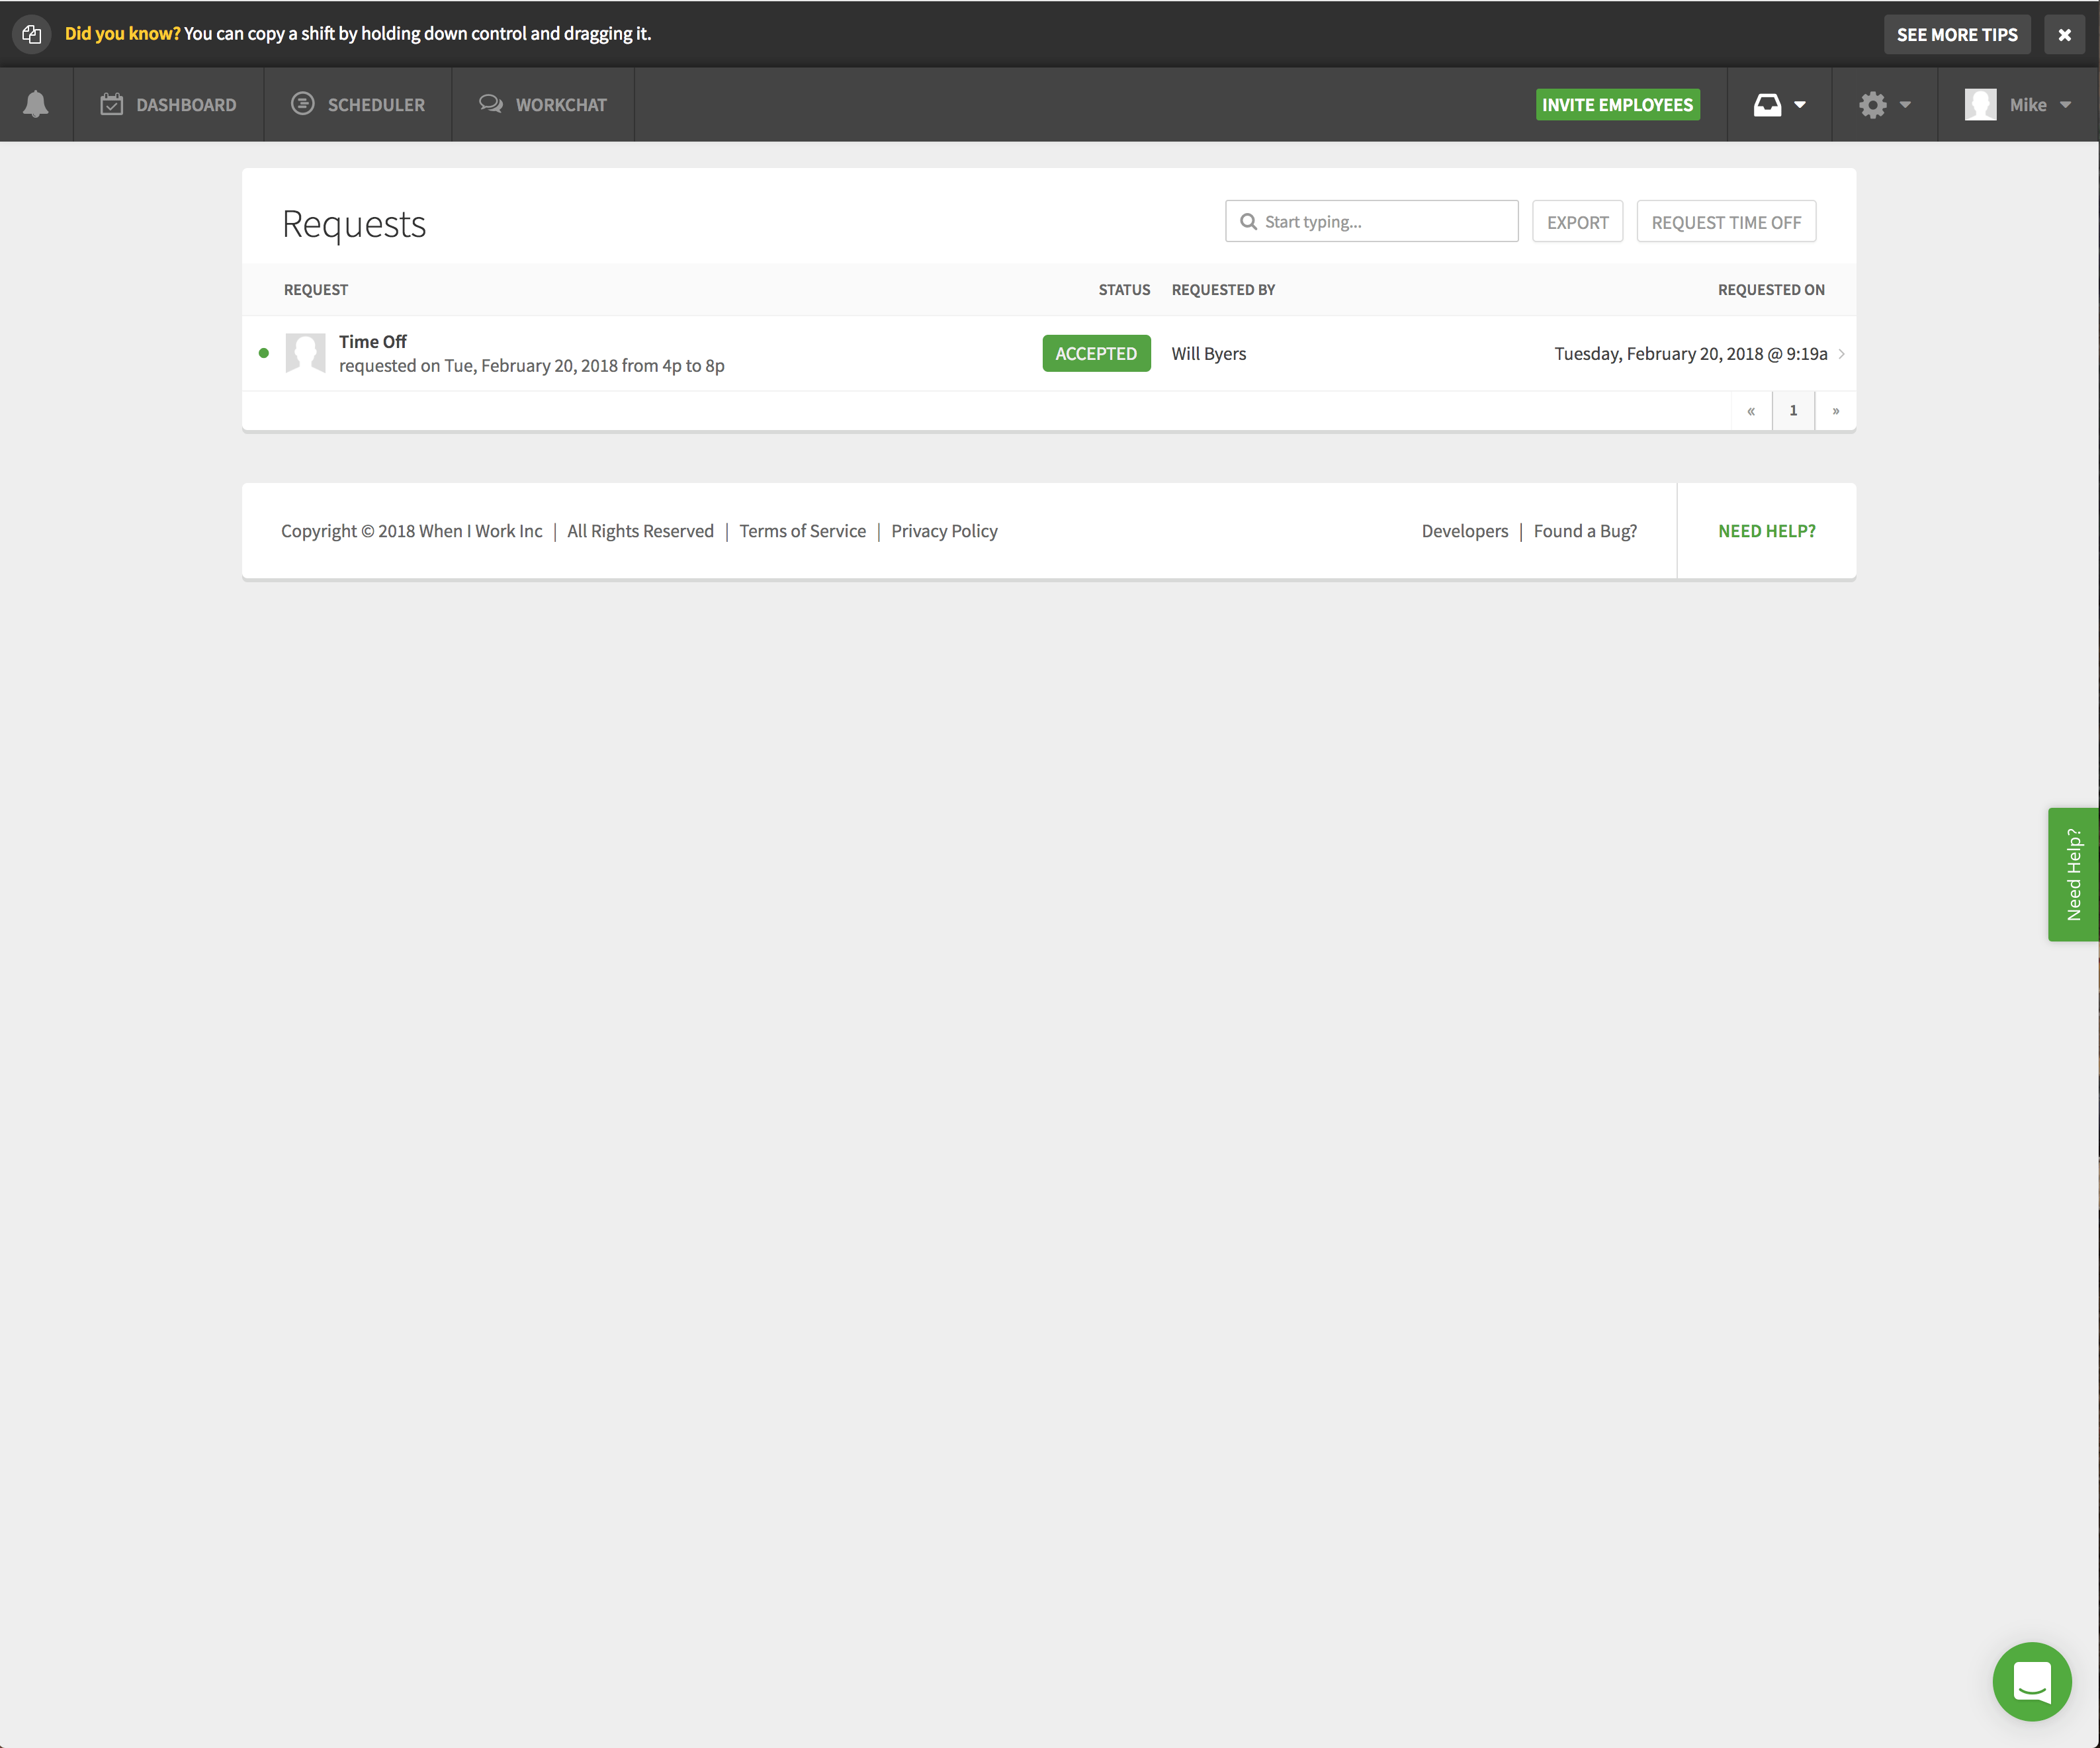 Did you know? You can copy a shift by holding down control and dragging it.
SEE MORE TIPS
DASHBOARD
SCHEDULER
WORKCHAT
INVITE EMPLOYEES
Mike
Requests
Start typing...
EXPORT
REQUEST TIME OFF
REQUEST
STATUS
REQUESTED BY
REQUESTED ON
Time Off
requested on Tue, February 20, 2018 from 4p to 8p
ACCEPTED
Will Byers
Tuesday, February 20, 2018 @ 9:19a
« 1 »
Copyright © 2018 When I Work Inc | All Rights Reserved | Terms of Service | Privacy Policy
Developers | Found a Bug?
NEED HELP?
Need Help?